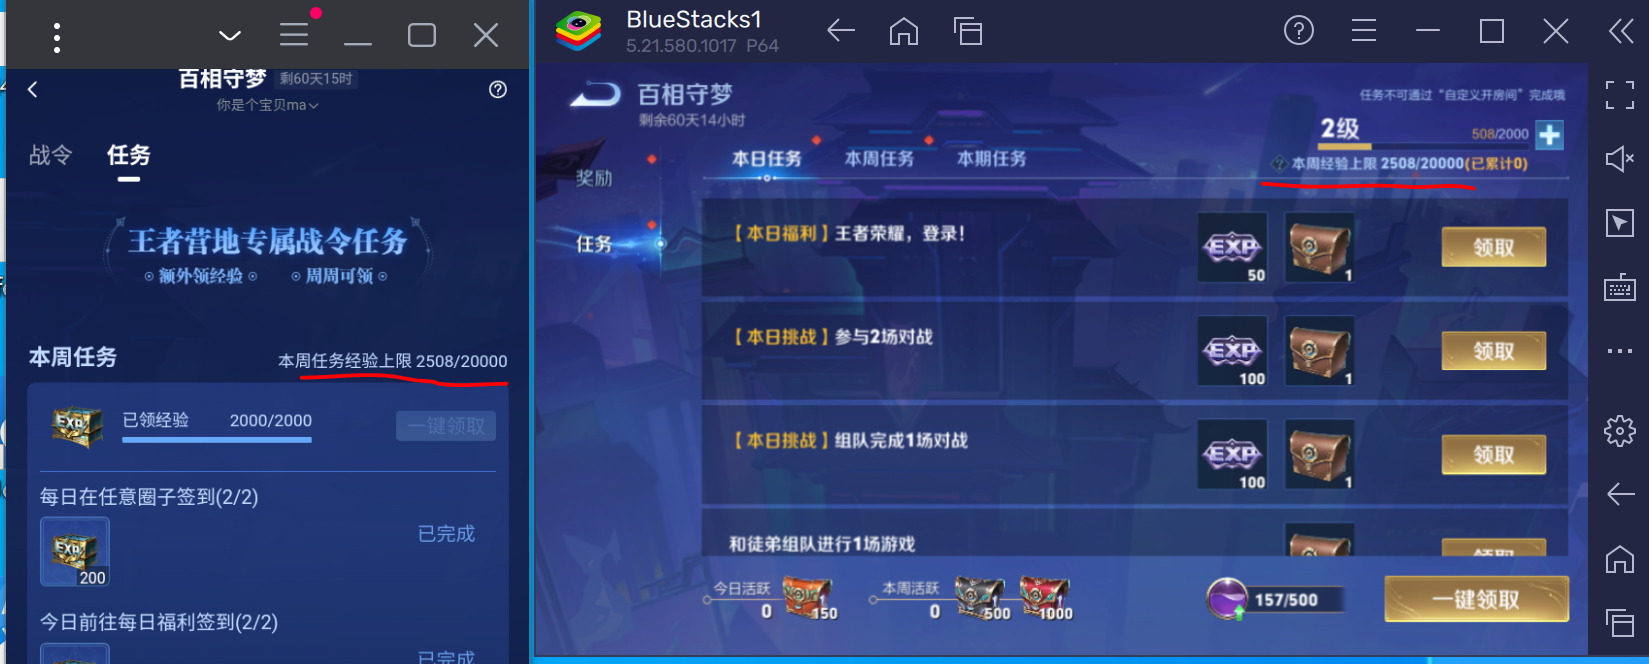 百相守梦
剩60天15时
你是个宝贝ma
战令
任务
王者营地专属战令任务
额外领经验
周周可领
本周任务
本周任务经验上限 2508/20000
EXP
已领经验
2000/2000
一键领取
每日在任意圈子签到(2/2)
EXP
200
已完成
今日前往每日福利签到(2/2)
已完成
BlueStacks1
5.21.580.1017 P64
百相守梦
剩余60天14小时
任务不可通过“自定义开房间”完成哦
2级
508/2000
本周经验上限 2508/20000(已累计0)
本日任务
本周任务
本期任务
奖励
任务
【本日福利】王者荣耀，登录！
EXP
50
1
领取
【本日挑战】参与2场对战
EXP
100
1
领取
【本日挑战】组队完成1场对战
EXP
100
1
领取
和徒弟组队进行1场游戏
领取
今日活跃
0
150
本周活跃
0
500
1000
157/500
一键领取